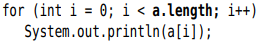 for (int i = 0; i < a.length; i++)
    System.out.println(a[i]);